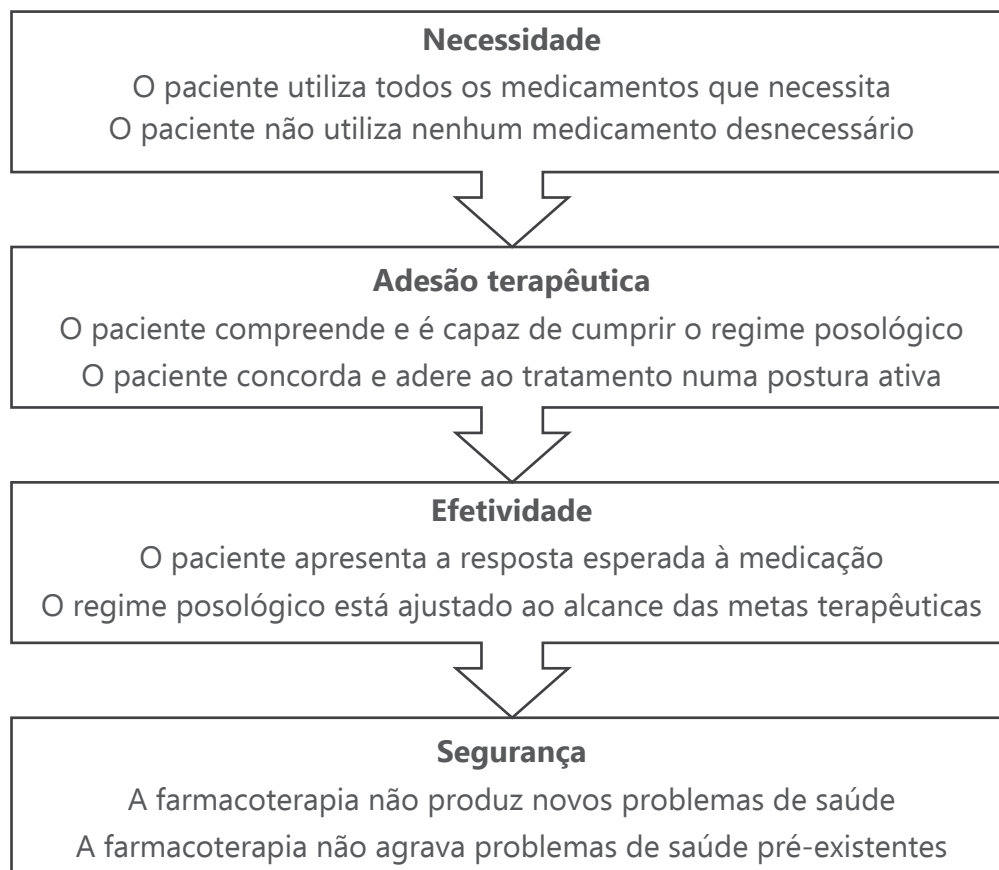 Necessidade
O paciente utiliza todos os medicamentos que necessita
O paciente não utiliza nenhum medicamento desnecessário
Adesão terapêutica
O paciente compreende e é capaz de cumprir o regime posológico
O paciente concorda e adere ao tratamento numa postura ativa
Efetividade
O paciente apresenta a resposta esperada à medicação
O regime posológico está ajustado ao alcance das metas terapêuticas
Segurança
A farmacoterapia não produz novos problemas de saúde
A farmacoterapia não agrava problemas de saúde pré-existentes